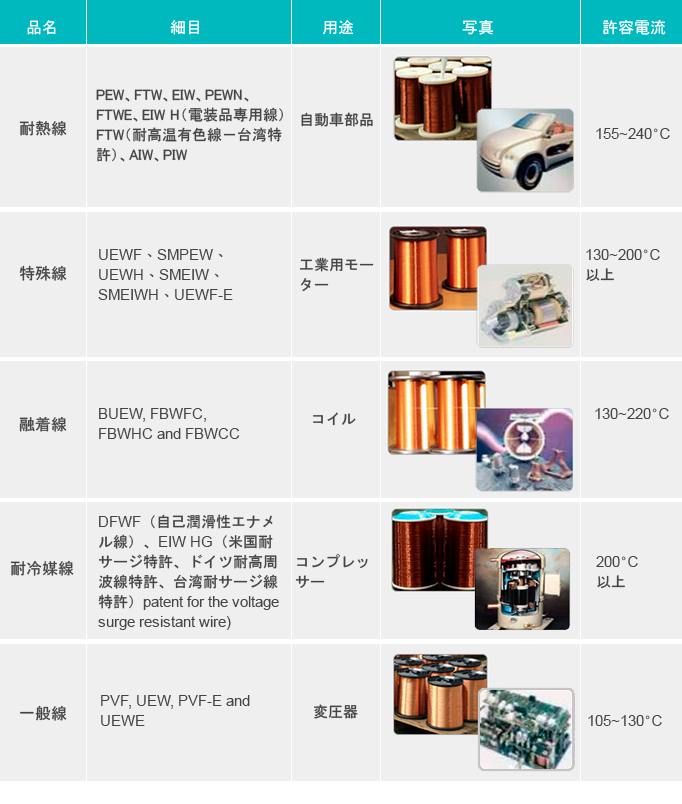 品名 細目 用途 写真 許容電流
耐熱線
PEW、FTW、EIW、PEWN、
FTWE、EIW H（電装品専用線）
FTW（耐高温有色線ー台湾特
許）、AIW、PIW
自動車部品
155~240°C
特殊線
UEWF、SMPEW、
UEWH、SMEIW、
SMEIWH、UEWF-E
工業用モー
ター
130~200°C
以上
融着線
BUEW, FBWFC,
FBWHC and FBWCC
コイル
130~220°C
耐冷媒線
DFWF（自己潤滑性エナメ
ル線）、EIW HG（米国耐
サージ特許、ドイツ耐高周
波線特許、台湾耐サージ線
特許）patent for the voltage
surge resistant wire)
コンプレッ
サー
200°C
以上
一般線
PVF, UEW, PVF-E and
UEWE
変圧器
105~130°C